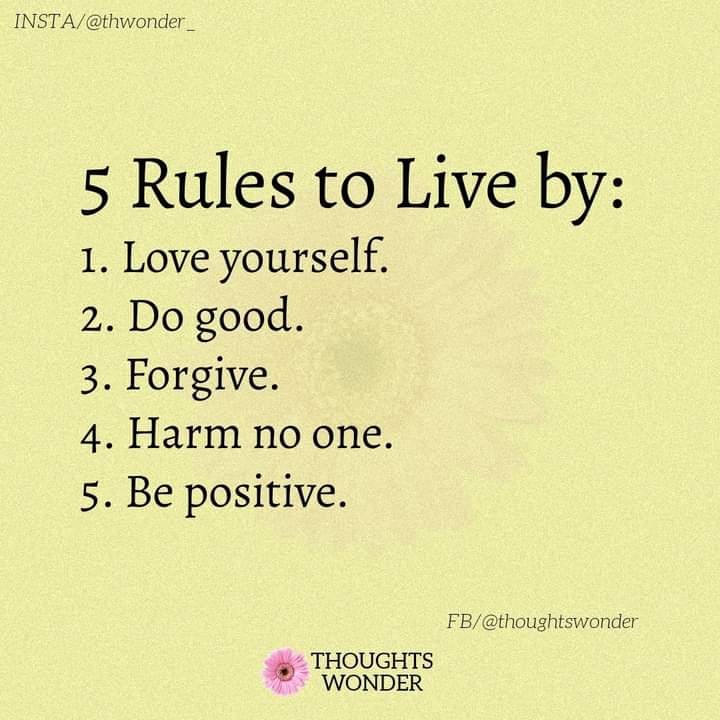 INSTA/@thwonder_
5 Rules to Live by:
1. Love yourself.
2. Do good.
3. Forgive.
4. Harm no one.
5. Be positive.
FB/@thoughtswonder
THOUGHTS
WONDER